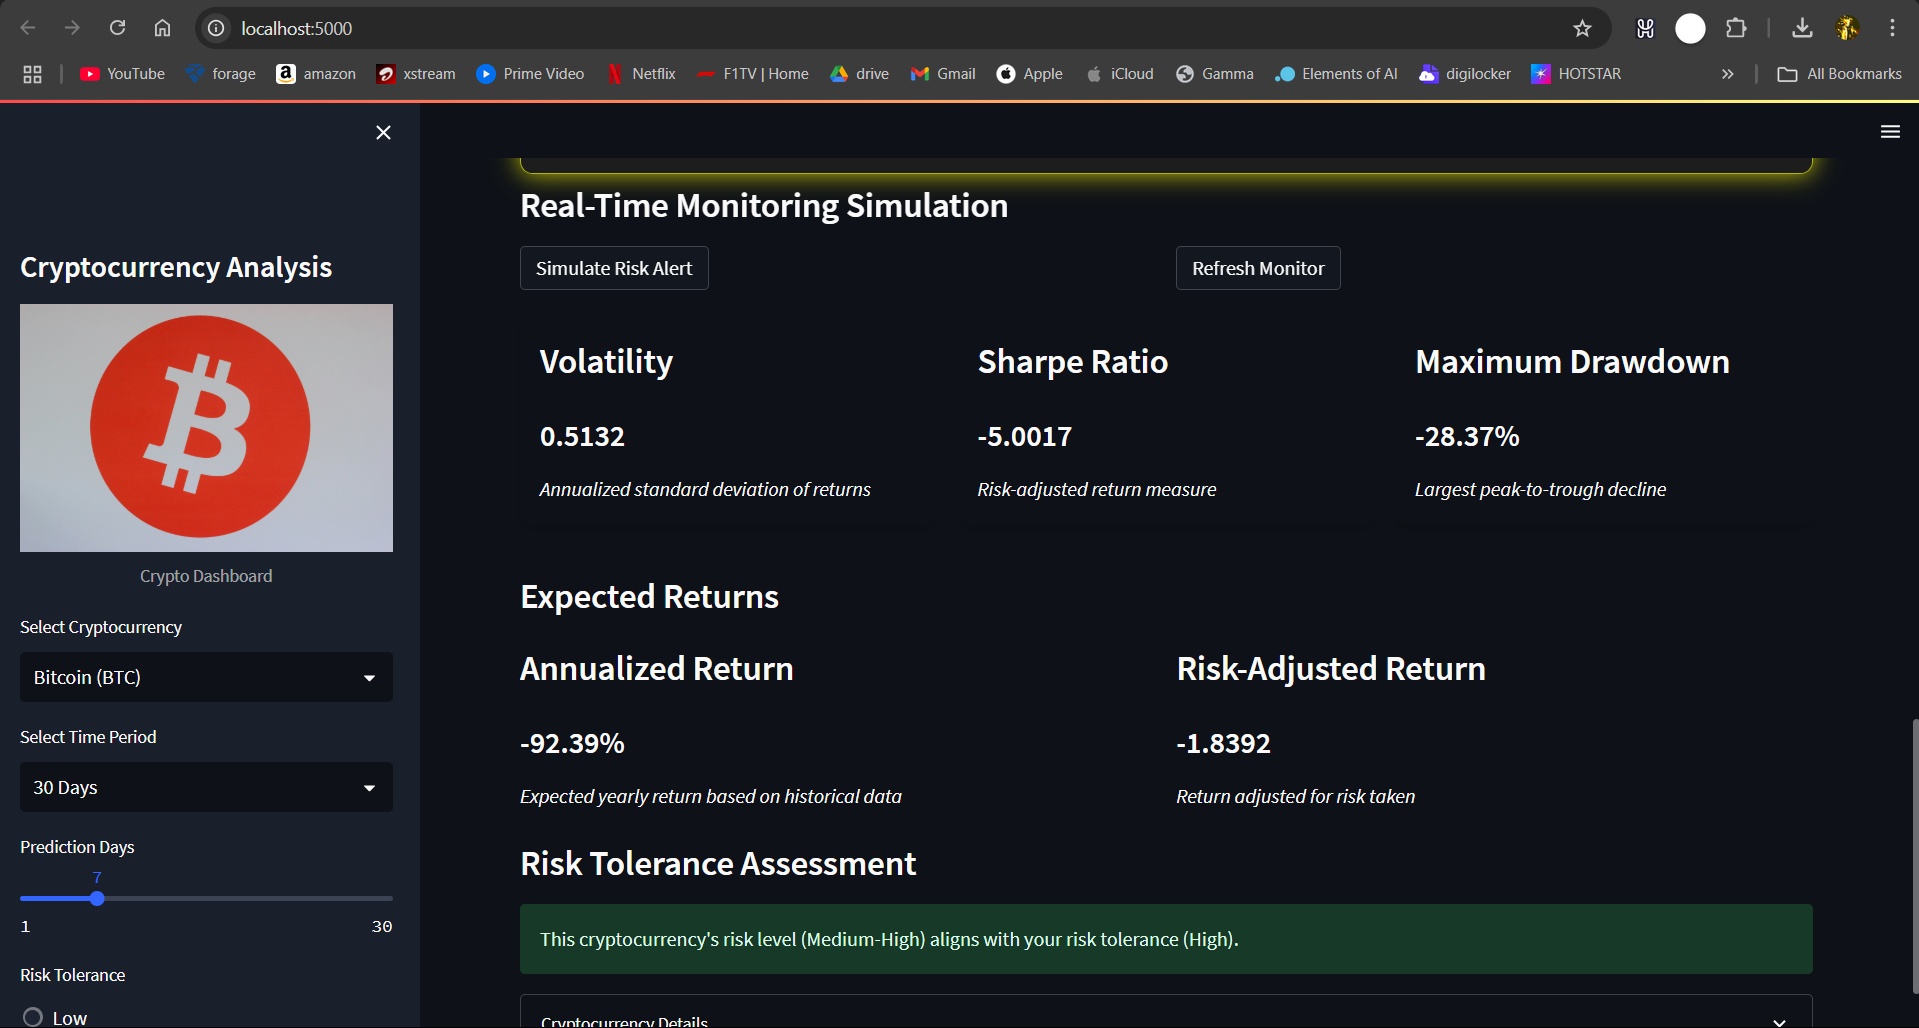 localhost:5000
YouTube forage amazon xstream Prime Video Netflix F1TV | Home drive Gmail Apple iCloud Gamma Elements of AI digilocker HOTSTAR » All Bookmarks
Cryptocurrency Analysis
Crypto Dashboard
Select Cryptocurrency
Bitcoin (BTC)
Select Time Period
30 Days
Prediction Days
7
1 30
Risk Tolerance
Low
Real-Time Monitoring Simulation
Simulate Risk Alert Refresh Monitor
Volatility Sharpe Ratio Maximum Drawdown
0.5132 -5.0017 -28.37%
Annualized standard deviation of returns Risk-adjusted return measure Largest peak-to-trough decline
Expected Returns
Annualized Return Risk-Adjusted Return
-92.39% -1.8392
Expected yearly return based on historical data Return adjusted for risk taken
Risk Tolerance Assessment
This cryptocurrency's risk level (Medium-High) aligns with your risk tolerance (High).
Cryptocurrency Details